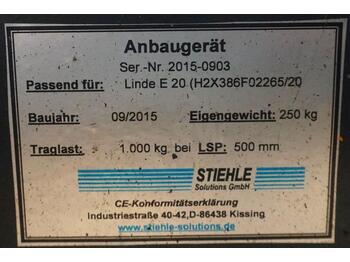 Anbaugerät
Ser.-Nr. 2015-0903
Passend für: Linde E 20 (H2X386F02265/20
Baujahr: 09/2015 Eigengewicht: 250 kg
Traglast: 1.000 kg bei LSP: 500 mm
STIEHLE
Solutions GmbH
CE-Konformitätserklärung
Industriestraße 40-42,D-86438 Kissing
www.stiehle-solutions.de